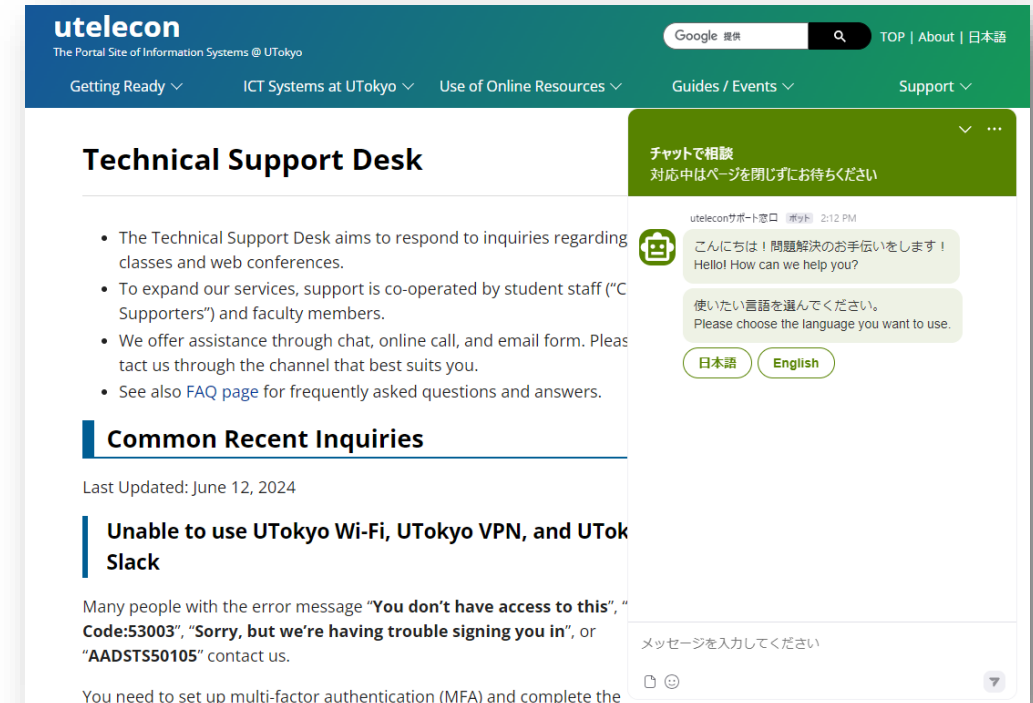 utelecon
The Portal Site of Information Systems @ UTokyo
Google 提供
TOP | About | 日本語
Getting Ready
ICT Systems at UTokyo
Use of Online Resources
Guides / Events
Support
Technical Support Desk
The Technical Support Desk aims to respond to inquiries regarding
classes and web conferences.
To expand our services, support is co-operated by student staff (“C
Supporters”) and faculty members.
We offer assistance through chat, online call, and email form. Pleas
tact us through the channel that best suits you.
See also FAQ page for frequently asked questions and answers.
Common Recent Inquiries
Last Updated: June 12, 2024
Unable to use UTokyo Wi-Fi, UTokyo VPN, and UTok
Slack
Many people with the error message “You don’t have access to this”, “
Code:53003”, “Sorry, but we’re having trouble signing you in”, or
“AADSTS50105” contact us.
You need to set up multi-factor authentication (MFA) and complete the
チャットで相談
対応中はページを閉じずにお待ちください
uteleconサポート窓口 ボット 2:12 PM
こんにちは！問題解決のお手伝いをします！
Hello! How can we help you?
使いたい言語を選んでください。
Please choose the language you want to use.
日本語
English
メッセージを入力してください